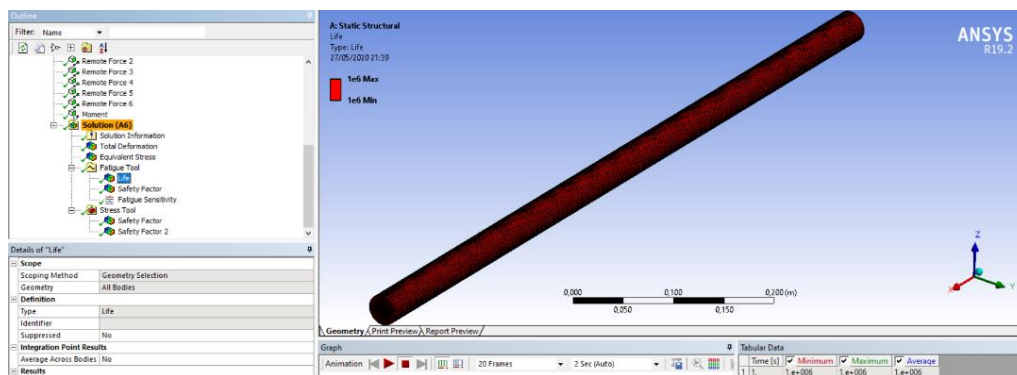 Outline
Filter: Name
Remote Force 2
Remote Force 3
Remote Force 4
Remote Force 5
Remote Force 6
Moment
Solution (A6)
Solution Information
Total Deformation
Equivalent Stress
Fatigue Tool
Life
Safety Factor
Fatigue Sensitivity
Stress Tool
Safety Factor
Safety Factor 2
Details of "Life"
Scope
Scoping Method Geometry Selection
Geometry All Bodies
Definition
Type Life
Identifier
Suppressed No
Integration Point Results
Average Across Bodies No
Results
A: Static Structural
Life
Type: Life
27/05/2020 21:39
1e6 Max
1e6 Min
ANSYS
R19.2
Z
X
Y
0,000 0,100 0,200 (m)
0,050 0,150
Geometry Print Preview Report Preview
Graph
Animation 20 Frames 2 Sec (Auto)
Tabular Data
Time [s] Minimum Maximum Average
1 1. 1.e+006 1.e+006 1.e+006